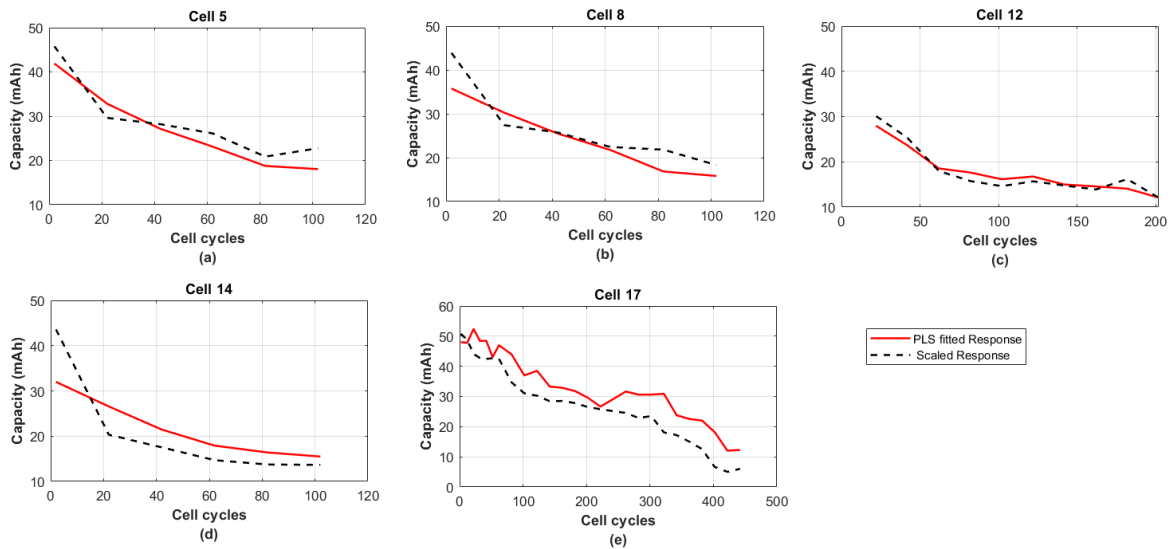 Cell 5
50
40
30
20
10
0 20 40 60 80 100 120
Capacity (mAh)
Cell cycles
(a)
Cell 8
50
40
30
20
10
0 20 40 60 80 100 120
Capacity (mAh)
Cell cycles
(b)
Cell 12
50
40
30
20
10
0 50 100 150 200
Capacity (mAh)
Cell cycles
(c)
Cell 14
50
40
30
20
10
0 20 40 60 80 100 120
Capacity (mAh)
Cell cycles
(d)
Cell 17
60
50
40
30
20
10
0
0 100 200 300 400 500
Capacity (mAh)
Cell cycles
(e)
PLS fitted Response
Scaled Response